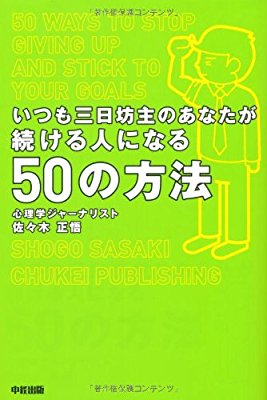 「著作権保護コンテンツ」
50 WAYS TO STOP
GIVING UP
AND STICK TO
YOUR GOALS
いつも三日坊主のあなたが
続ける人になる
50の方法
心理学ジャーナリスト
佐々木 正悟
SHOGO SASAKI
CHUKEI PUBLISHING
中経出版
「著作権保護コンテンツ」